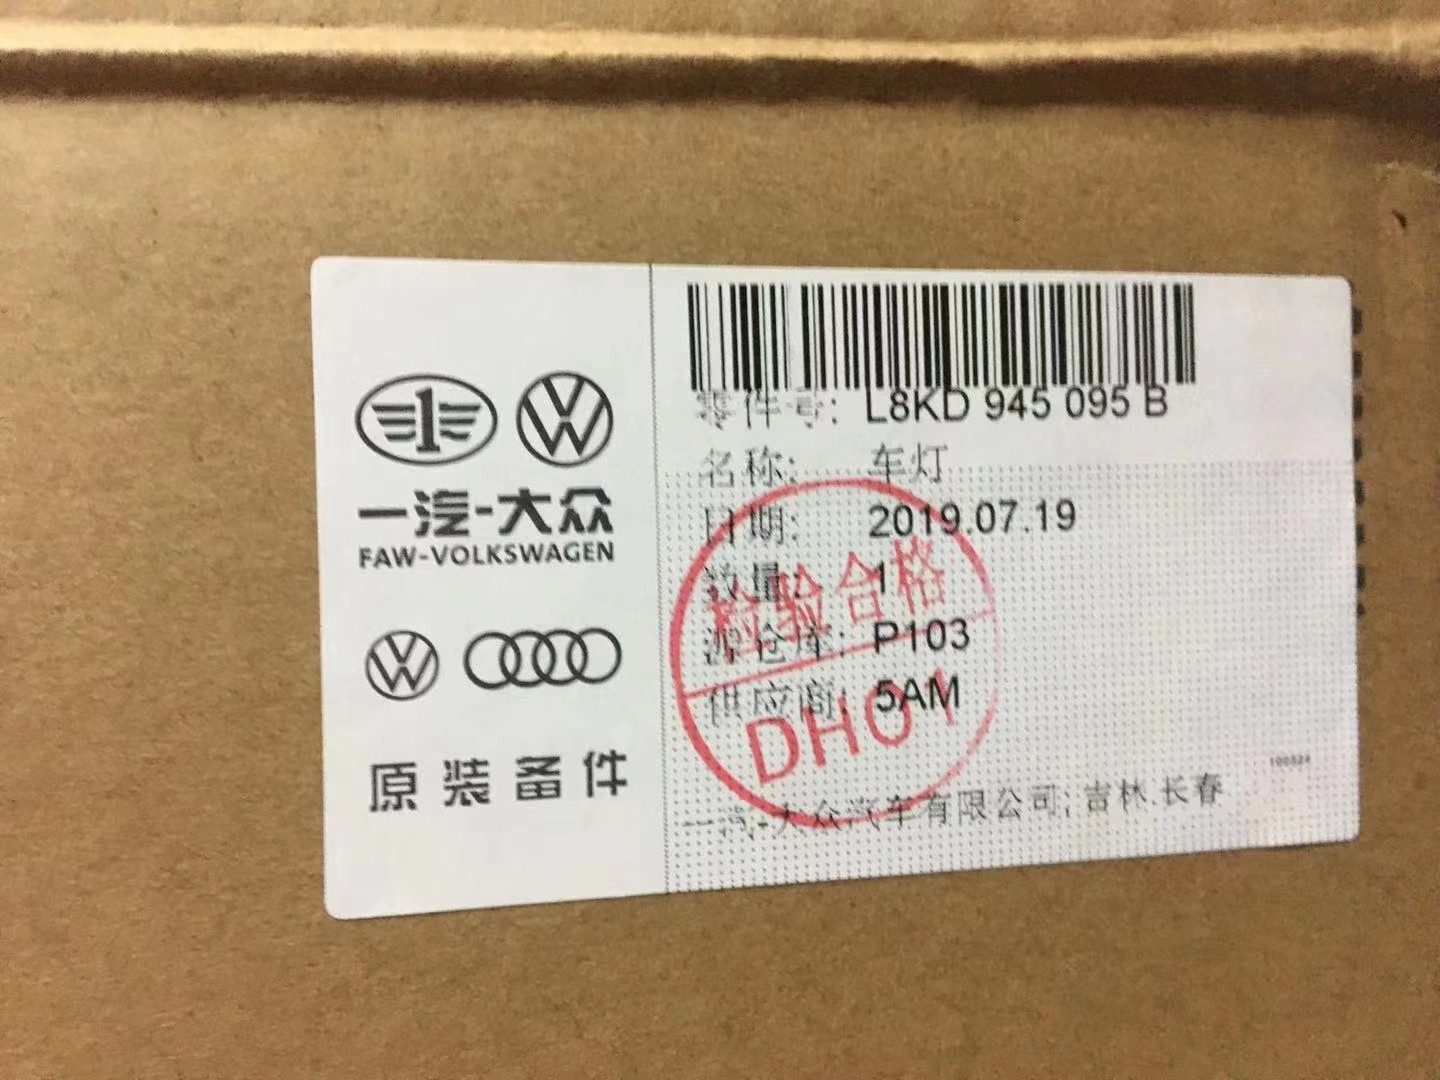 一汽-大众
FAW-VOLKSWAGEN
原装备件
零件号: L8KD 945 095 B
名称: 车灯
日期: 2019.07.19
数量: 1
源仓库: P103
供应商: 5AM
检验合格
DH01
100324
一汽-大众汽车有限公司; 吉林.长春